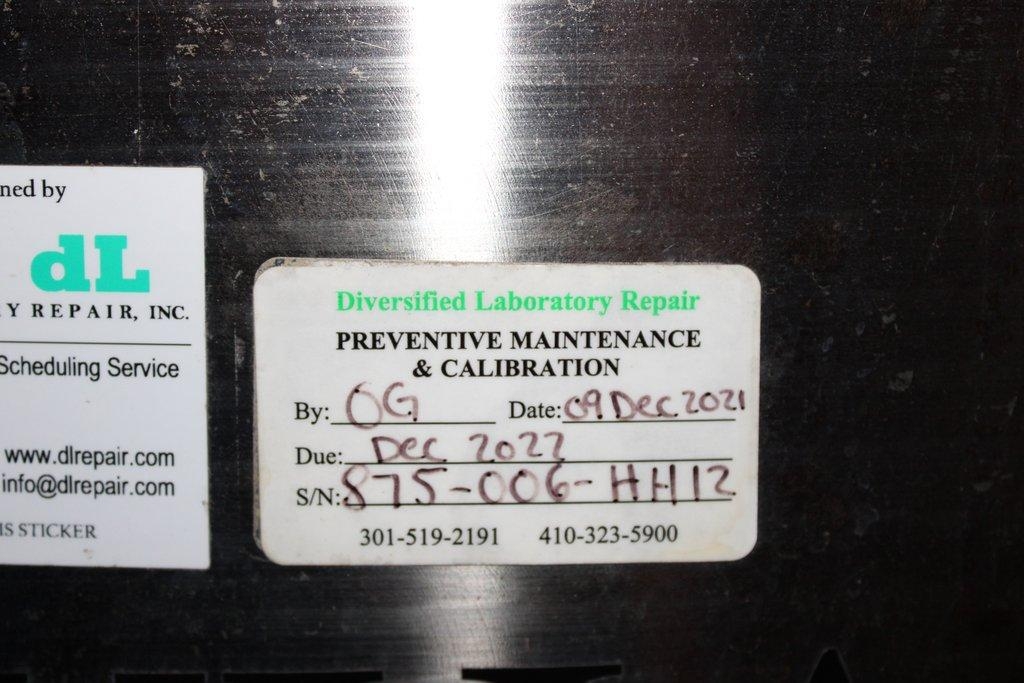 ned by
dL
Y REPAIR, INC.
Scheduling Service
www.dlrepair.com
info@dlrepair.com
IS STICKER
Diversified Laboratory Repair
PREVENTIVE MAINTENANCE
& CALIBRATION
By: OG Date: 09 Dec 2021
Due: Dec 2022
S/N: 875-006-HH12
301-519-2191 410-323-5900